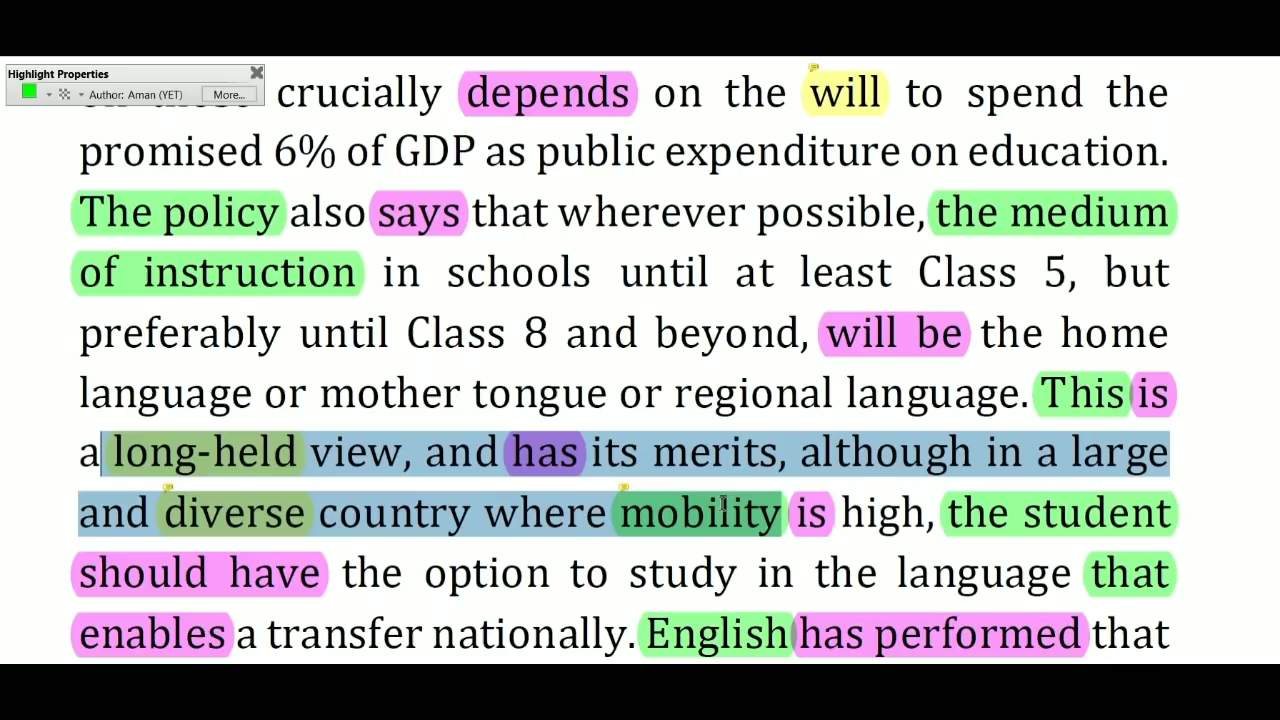 Highlight Properties
Author: Aman (YET) More...
crucially depends on the will to spend the
promised 6% of GDP as public expenditure on education.
The policy also says that wherever possible, the medium
of instruction in schools until at least Class 5, but
preferably until Class 8 and beyond, will be the home
language or mother tongue or regional language. This is
a long-held view, and has its merits, although in a large
and diverse country where mobility is high, the student
should have the option to study in the language that
enables a transfer nationally. English has performed that